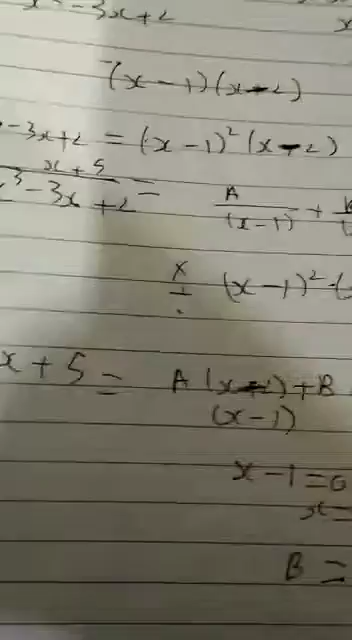 -3x+2
(x-1)(x-2)
-3x+2 = (x-1)²(x-2)
x+5
x³-3x+2 = A/(x-1) +
(x-1)²
x+5 = A(x-2)+B
(x-1)
x-1=0
x=
B =